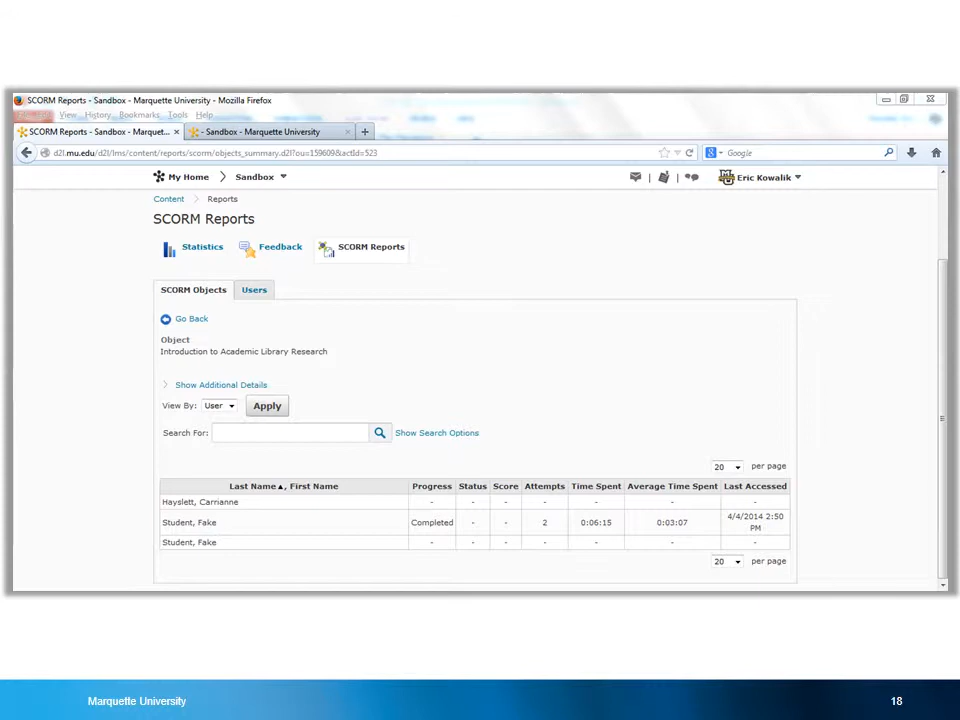 SCORM Reports - Sandbox - Marquette University - Mozilla Firefox
View History Bookmarks Tools Help
SCORM Reports - Sandbox - Marquet... × - Sandbox - Marquette University × +
d2l.mu.edu/d2l/lms/content/reports/scorm/objects_summary.d2l?ou=159609&actId=523 Google
My Home Sandbox Eric Kowalik
Content Reports
SCORM Reports
Statistics Feedback SCORM Reports
SCORM Objects Users
Go Back
Object
Introduction to Academic Library Research
Show Additional Details
View By: User Apply
Search For: Show Search Options
20 per page
Last Name▲, First Name Progress Status Score Attempts Time Spent Average Time Spent Last Accessed
Hayslett, Carrianne - - - - - - -
Student, Fake Completed - - 2 0:06:15 0:03:07 4/4/2014 2:50 PM
Student, Fake - - - - - - -
20 per page
Marquette University 18